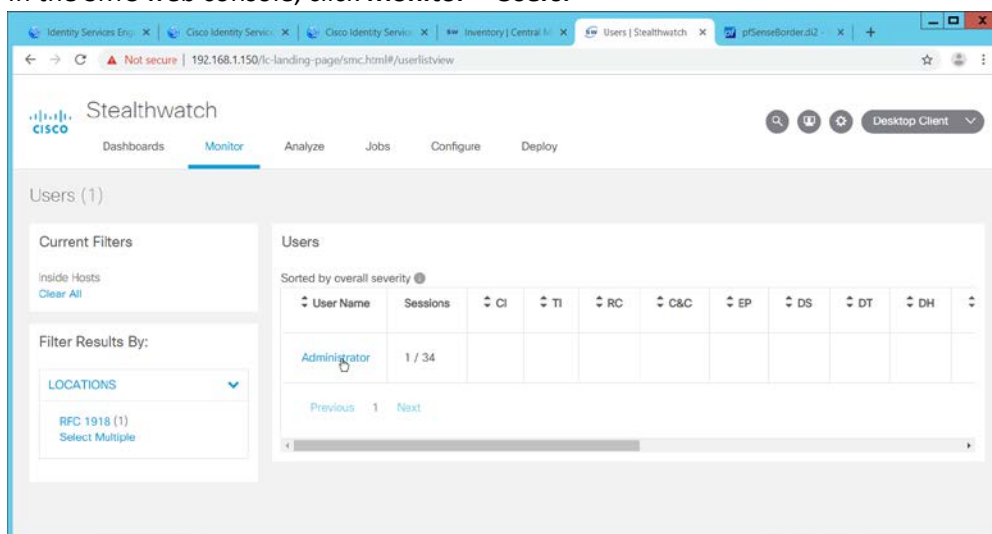 Identity Services Eng
Cisco Identity Servic
Cisco Identity Servic
Inventory | Central M
Users | Stealthwatch
pfSenseBorder.di2 -
Not secure | 192.168.1.150/lc-landing-page/smc.html#/userlistview
CISCO
Stealthwatch
Desktop Client
Dashboards Monitor Analyze Jobs Configure Deploy
Users (1)
Current Filters
Inside Hosts
Clear All
Filter Results By:
LOCATIONS
RFC 1918 (1)
Select Multiple
Users
Sorted by overall severity
User Name Sessions CI TI RC C&C EP DS DT DH
Administrator 1 / 34
Previous 1 Next